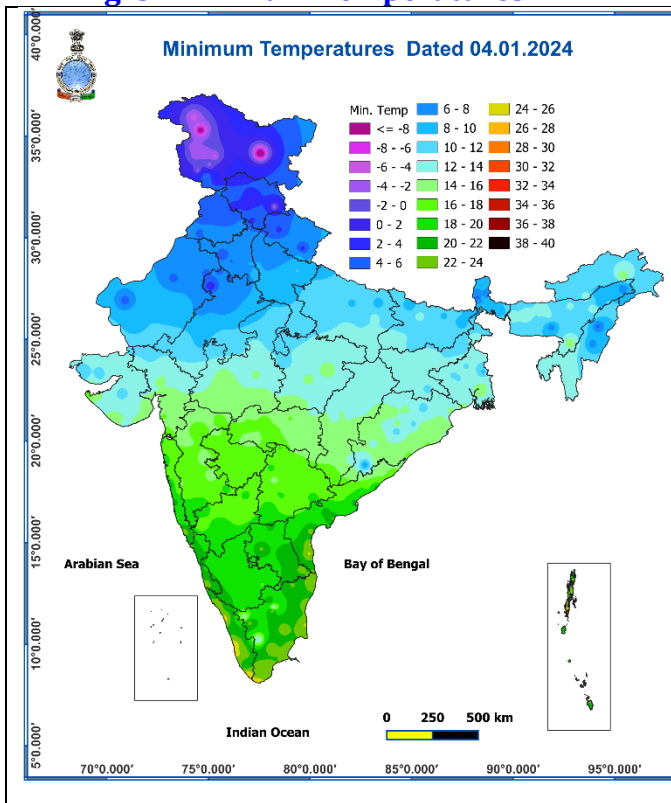 Minimum Temperatures Dated 04.01.2024
Min. Temp
<= -8
-8 - -6
-6 - -4
-4 - -2
-2 - 0
0 - 2
2 - 4
4 - 6
6 - 8
8 - 10
10 - 12
12 - 14
14 - 16
16 - 18
18 - 20
20 - 22
22 - 24
24 - 26
26 - 28
28 - 30
30 - 32
32 - 34
34 - 36
36 - 38
38 - 40
40°0.000'
35°0.000'
30°0.000'
25°0.000'
20°0.000'
15°0.000'
10°0.000'
5°0.000'
Arabian Sea
Bay of Bengal
Indian Ocean
0 250 500 km
70°0.000' 75°0.000' 80°0.000' 85°0.000' 90°0.000' 95°0.000'